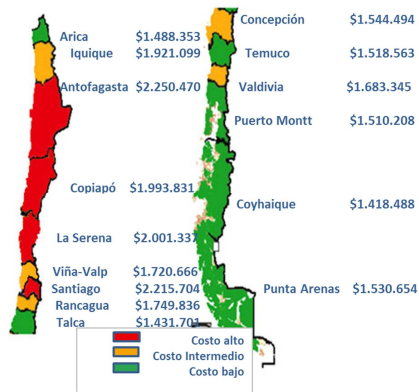 Arica $1.488.353
Iquique $1.921.099
Antofagasta $2.250.470
Copiapó $1.993.831
La Serena $2.001.337
Viña-Valp $1.720.666
Santiago $2.215.704
Rancagua $1.749.836
Talca $1.431.701
Concepción $1.544.494
Temuco $1.518.563
Valdivia $1.683.345
Puerto Montt $1.510.208
Coyhaique $1.418.488
Punta Arenas $1.530.654
Costo alto
Costo Intermedio
Costo bajo